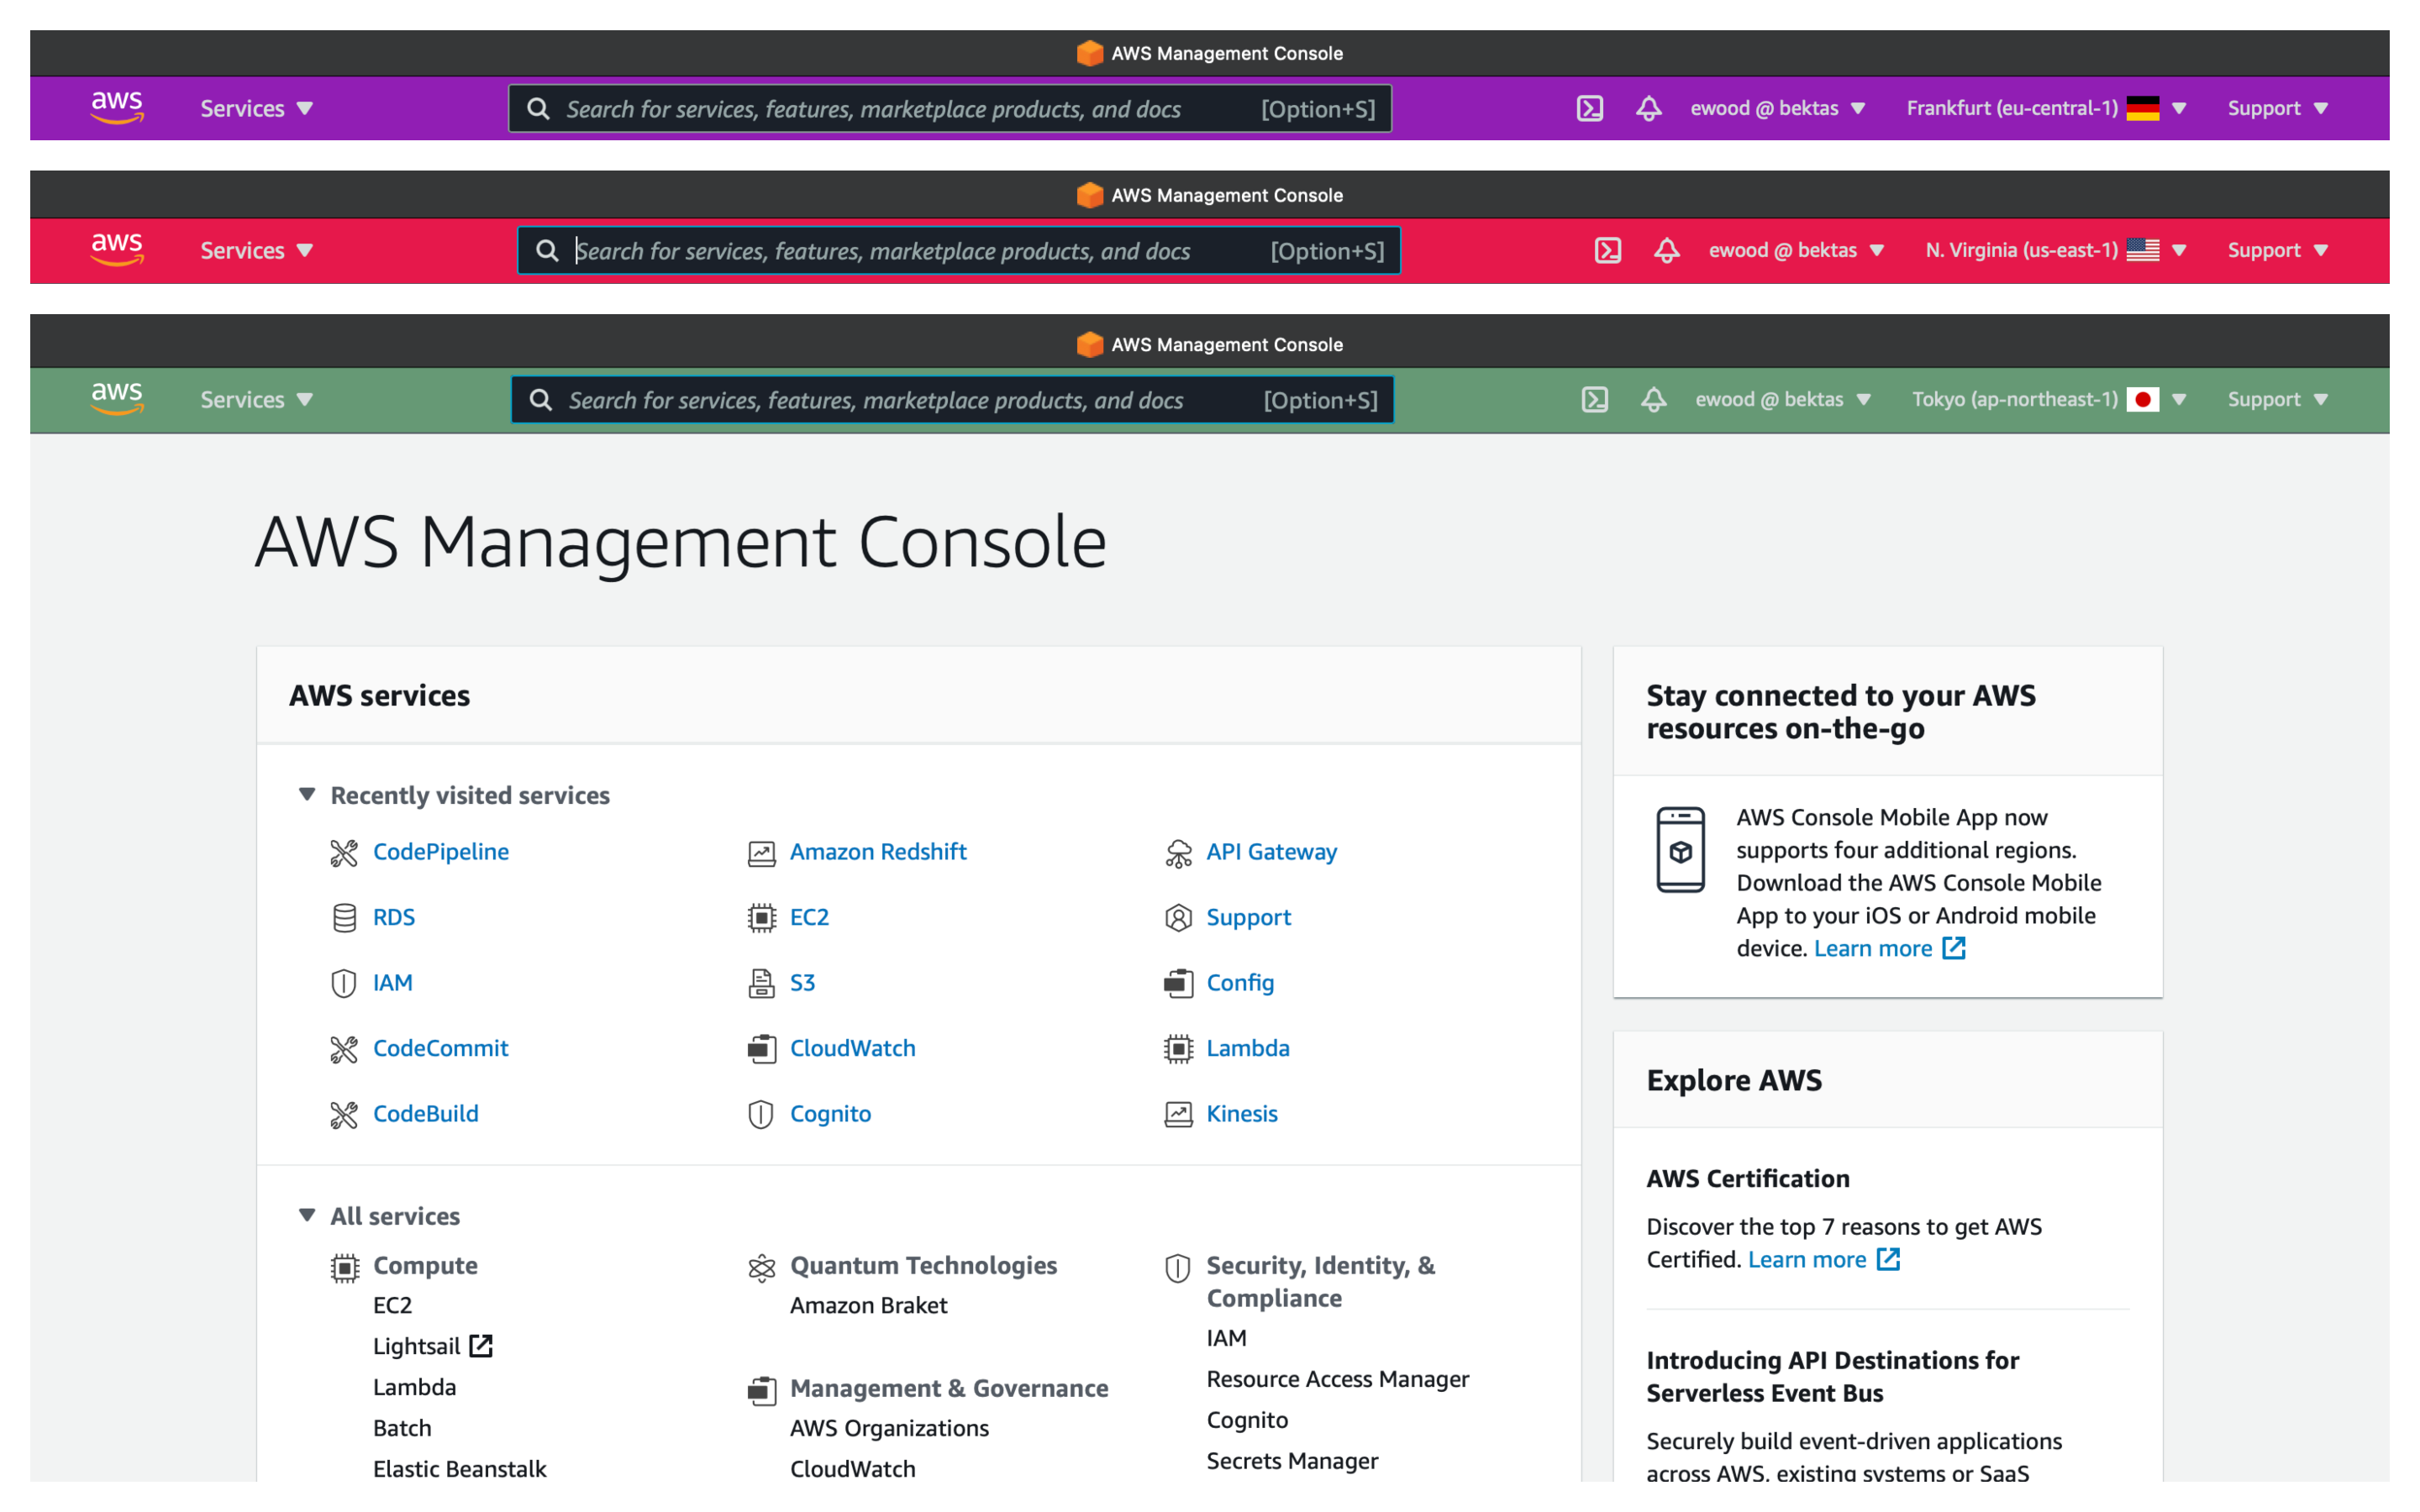 AWS Management Console
aws Services Search for services, features, marketplace products, and docs [Option+S] ewood @ bektas Frankfurt (eu-central-1) Support
AWS Management Console
aws Services Search for services, features, marketplace products, and docs [Option+S] ewood @ bektas N. Virginia (us-east-1) Support
AWS Management Console
aws Services Search for services, features, marketplace products, and docs [Option+S] ewood @ bektas Tokyo (ap-northeast-1) Support
AWS Management Console
AWS services
Recently visited services
CodePipeline
Amazon Redshift
API Gateway
RDS
EC2
Support
IAM
S3
Config
CodeCommit
CloudWatch
Lambda
CodeBuild
Cognito
Kinesis
All services
Compute
EC2
Lightsail
Lambda
Batch
Elastic Beanstalk
Quantum Technologies
Amazon Braket
Management & Governance
AWS Organizations
CloudWatch
Security, Identity, &
Compliance
IAM
Resource Access Manager
Cognito
Secrets Manager
Stay connected to your AWS
resources on-the-go
AWS Console Mobile App now
supports four additional regions.
Download the AWS Console Mobile
App to your iOS or Android mobile
device. Learn more
Explore AWS
AWS Certification
Discover the top 7 reasons to get AWS
Certified. Learn more
Introducing API Destinations for
Serverless Event Bus
Securely build event-driven applications
across AWS, existing systems or SaaS